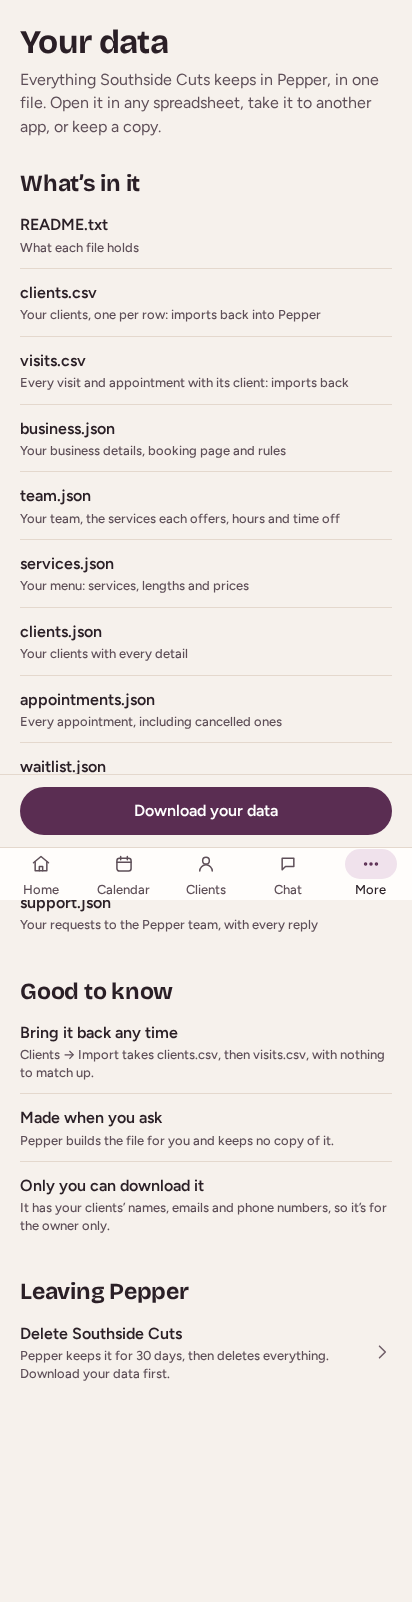 Your data
Everything Southside Cuts keeps in Pepper, in one
file. Open it in any spreadsheet, take it to another
app, or keep a copy.
What's in it
README.txt
What each file holds
clients.csv
Your clients, one per row: imports back into Pepper
visits.csv
Every visit and appointment with its client: imports back
business.json
Your business details, booking page and rules
team.json
Your team, the services each offers, hours and time off
services.json
Your menu: services, lengths and prices
clients.json
Your clients with every detail
appointments.json
Every appointment, including cancelled ones
waitlist.json
Download your data
Home
Calendar
Clients
Chat
More
support.json
Your requests to the Pepper team, with every reply
Good to know
Bring it back any time
Clients → Import takes clients.csv, then visits.csv, with nothing
to match up.
Made when you ask
Pepper builds the file for you and keeps no copy of it.
Only you can download it
It has your clients’ names, emails and phone numbers, so it’s for
the owner only.
Leaving Pepper
Delete Southside Cuts
Pepper keeps it for 30 days, then deletes everything.
Download your data first.